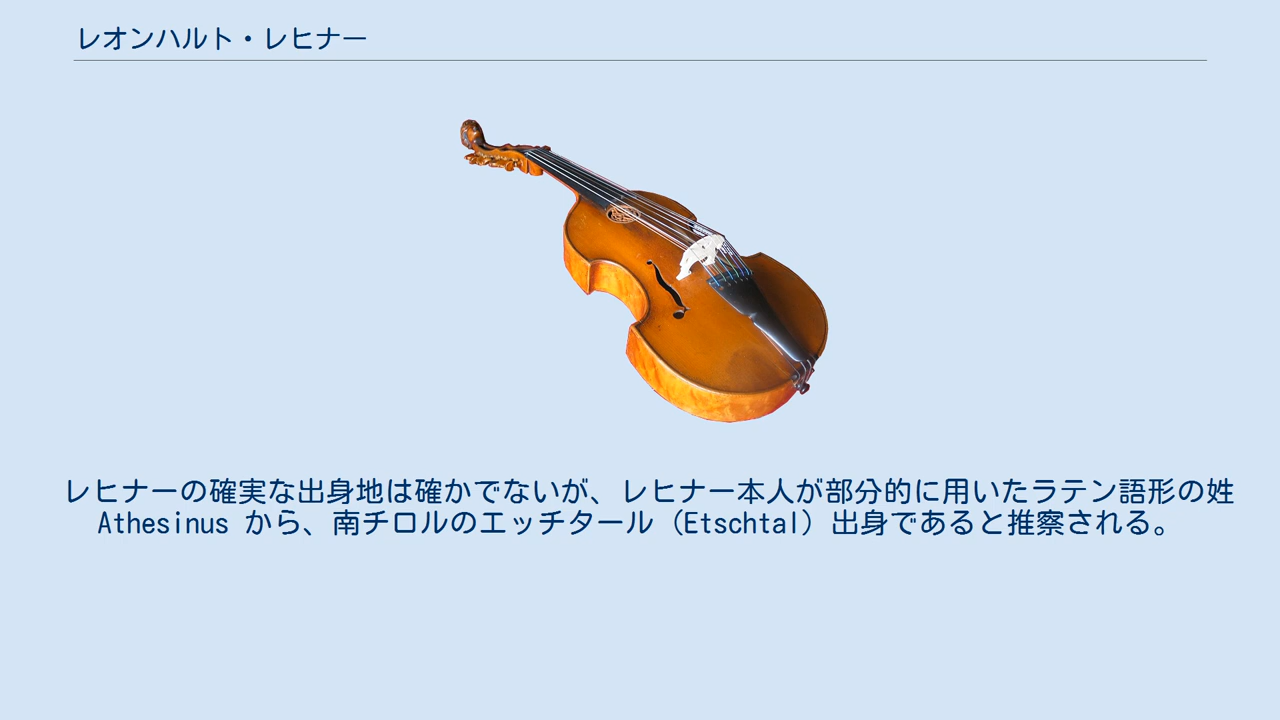 レオンハルト・レヒナー
レヒナーの確実な出身地は確かでないが、レヒナー本人が部分的に用いたラテン語形の姓
Athesinus から、南チロルのエッチタール（Etschtal）出身であると推察される。